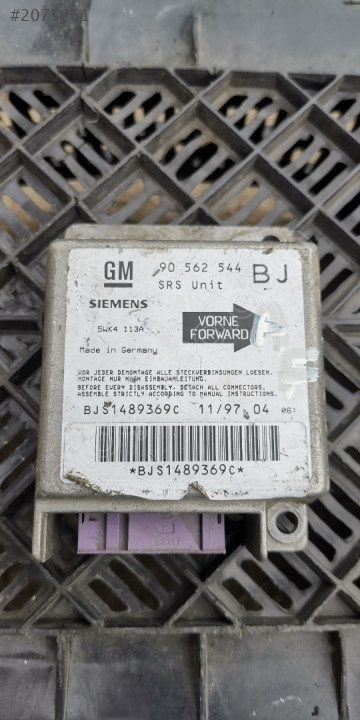 GM 90 562 544 BJ
SRS Unit
SIEMENS
5WK4 113A
VORNE
FORWARD
Made in Germany
VOR JEDER DEMONTAGE ALLE STECKVERBINDUNGEN LOESEN.
MONTAGE NUR NACH EINBAUANLEITUNG.
BEFORE EVERY DISASSEMBLY, DETACH ALL CONNECTORS.
ASSEMBLE STRICTLY ACCORDING TO MANUAL INSTRUCTIONS.
BJS1489369C 11/97 04
*BJS1489369C*